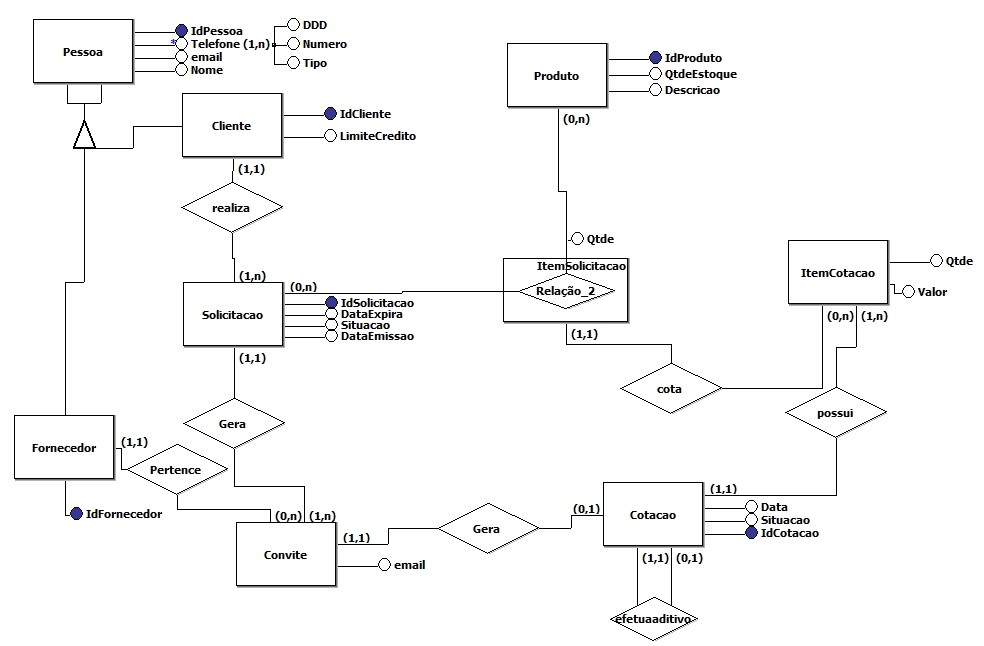 Pessoa
IdPessoa
* Telefone (1,n)
email
Nome
DDD
Numero
Tipo
Produto
IdProduto
QtdeEstoque
Descricao
(0,n)
Cliente
IdCliente
LimiteCredito
(1,1)
realiza
(1,n)
Qtde
ItemSolicitacao
Relação_2
(1,1)
ItemCotacao
Qtde
Valor
(0,n) (1,n)
Solicitacao
(0,n)
IdSolicitacao
DataExpira
Situacao
DataEmissao
(1,1)
cota
possui
Gera
Fornecedor
(1,1)
Pertence
IdFornecedor
(0,n) (1,n)
Convite
(1,1)
email
Gera
(0,1)
Cotacao
(1,1)
Data
Situacao
IdCotacao
(1,1) (0,1)
efetuaaditivo